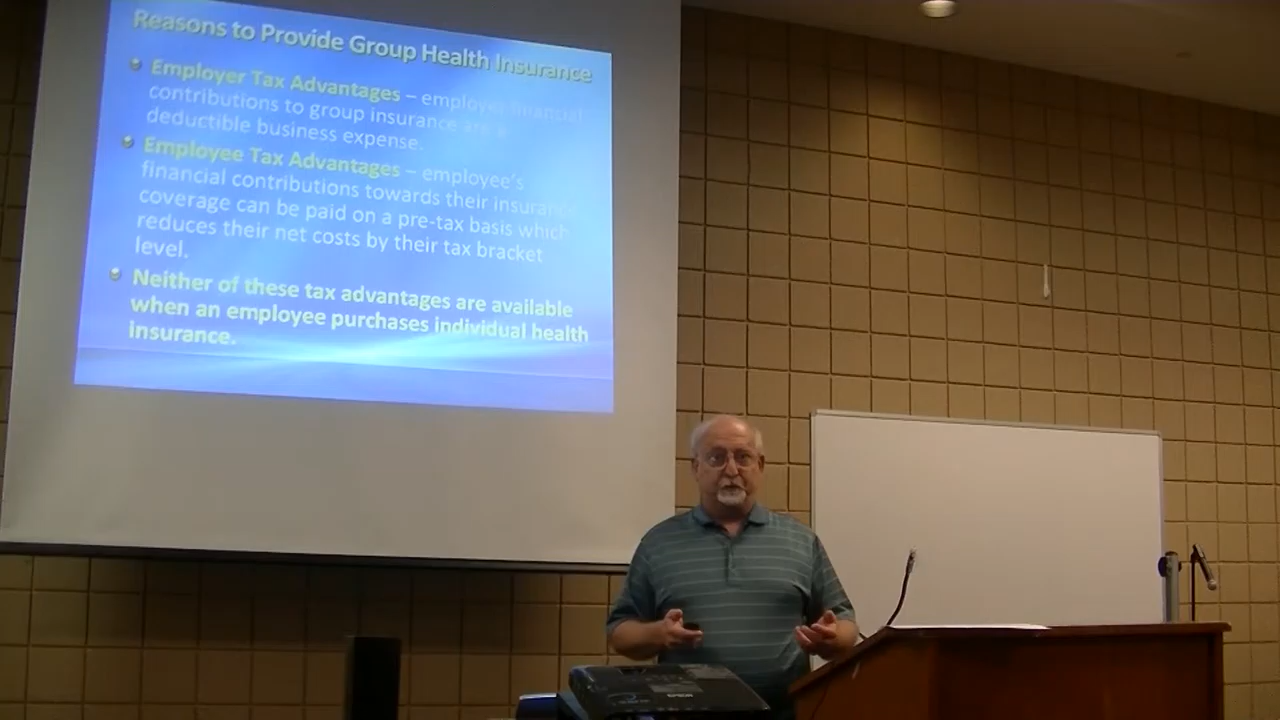 Reasons to Provide Group Health Insurance
Employer Tax Advantages – employer financial
contributions to group insurance are a
deductible business expense.
Employee Tax Advantages – employee's
financial contributions towards their insurance
coverage can be paid on a pre-tax basis which
reduces their net costs by their tax bracket
level.
Neither of these tax advantages are available
when an employee purchases individual health
insurance.
EPSON